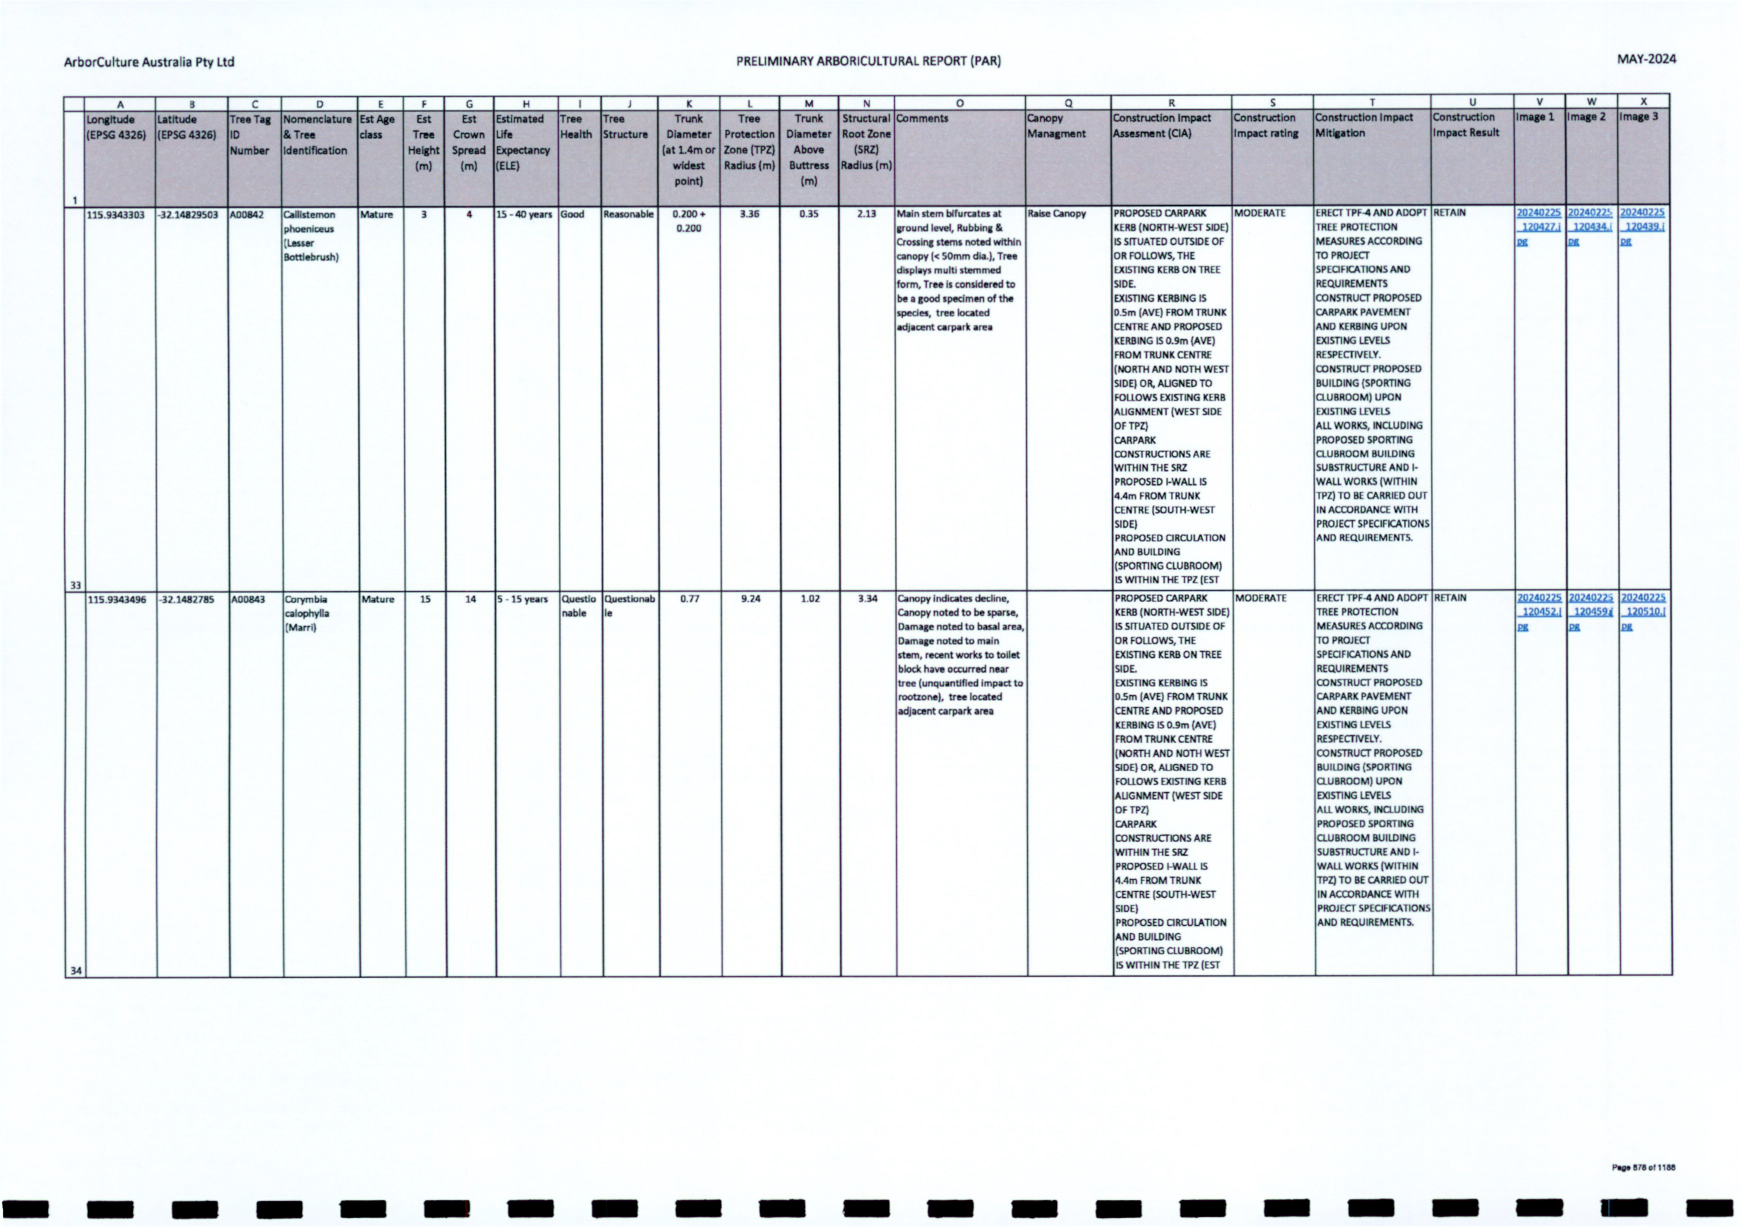 ArborCulture Australia Pty Ltd
PRELIMINARY ARBORICULTURAL REPORT (PAR)
MAY-2024
A B C D E F G H I J K L M N O Q R S T U V W X
1
Longitude
(EPSG 4326)
Latitude
(EPSG 4326)
Tree Tag
ID
Number
Nomenclature
& Tree
Identification
Est Age
class
Est
Tree
Height
(m)
Est
Crown
Spread
(m)
Estimated
Life
Expectancy
(ELE)
Tree
Health
Tree
Structure
Trunk
Diameter
(at 1.4m or
widest
point)
Tree
Protection
Zone (TPZ)
Radius (m)
Trunk
Diameter
Above
Buttress
(m)
Structural
Root Zone
(SRZ)
Radius (m)
Comments
Canopy
Managment
Construction Impact
Assesment (CIA)
Construction
Impact rating
Construction Impact
Mitigation
Construction
Impact Result
Image 1
Image 2
Image 3
33
115.9343303
-32.14829503
A00842
Callistemon
phoeniceus
(Lesser
Bottlebrush)
Mature
3
4
15 - 40 years
Good
Reasonable
0.200 +
0.200
3.36
0.35
2.13
Main stem bifurcates at
ground level, Rubbing &
Crossing stems noted within
canopy (< 50mm dia.), Tree
displays multi stemmed
form, Tree is considered to
be a good specimen of the
species, tree located
adjacent carpark area
Raise Canopy
PROPOSED CARPARK
KERB (NORTH-WEST SIDE)
IS SITUATED OUTSIDE OF
OR FOLLOWS, THE
EXISTING KERB ON TREE
SIDE.
EXISTING KERBING IS
0.5m (AVE) FROM TRUNK
CENTRE AND PROPOSED
KERBING IS 0.9m (AVE)
FROM TRUNK CENTRE
(NORTH AND NOTH WEST
SIDE) OR, ALIGNED TO
FOLLOWS EXISTING KERB
ALIGNMENT (WEST SIDE
OF TPZ)
CARPARK
CONSTRUCTIONS ARE
WITHIN THE SRZ
PROPOSED I-WALL IS
4.4m FROM TRUNK
CENTRE (SOUTH-WEST
SIDE)
PROPOSED CIRCULATION
AND BUILDING
(SPORTING CLUBROOM)
IS WITHIN THE TPZ (EST
MODERATE
ERECT TPF-4 AND ADOPT
TREE PROTECTION
MEASURES ACCORDING
TO PROJECT
SPECIFICATIONS AND
REQUIREMENTS
CONSTRUCT PROPOSED
CARPARK PAVEMENT
AND KERBING UPON
EXISTING LEVELS
RESPECTIVELY.
CONSTRUCT PROPOSED
BUILDING (SPORTING
CLUBROOM) UPON
EXISTING LEVELS
ALL WORKS, INCLUDING
PROPOSED SPORTING
CLUBROOM BUILDING
SUBSTRUCTURE AND I-
WALL WORKS (WITHIN
TPZ) TO BE CARRIED OUT
IN ACCORDANCE WITH
PROJECT SPECIFICATIONS
AND REQUIREMENTS.
RETAIN
20240225
_120427.j
pg
20240225
_120434.j
pg
20240225
_120439.j
pg
34
115.9343496
-32.1482785
A00843
Corymbia
calophylla
(Marri)
Mature
15
14
5 - 15 years
Questio
nable
Questionab
le
0.77
9.24
1.02
3.34
Canopy indicates decline,
Canopy noted to be sparse,
Damage noted to basal area,
Damage noted to main
stem, recent works to toilet
block have occurred near
tree (unquantified impact to
rootzone), tree located
adjacent carpark area
PROPOSED CARPARK
KERB (NORTH-WEST SIDE)
IS SITUATED OUTSIDE OF
OR FOLLOWS, THE
EXISTING KERB ON TREE
SIDE.
EXISTING KERBING IS
0.5m (AVE) FROM TRUNK
CENTRE AND PROPOSED
KERBING IS 0.9m (AVE)
FROM TRUNK CENTRE
(NORTH AND NOTH WEST
SIDE) OR, ALIGNED TO
FOLLOWS EXISTING KERB
ALIGNMENT (WEST SIDE
OF TPZ)
CARPARK
CONSTRUCTIONS ARE
WITHIN THE SRZ
PROPOSED I-WALL IS
4.4m FROM TRUNK
CENTRE (SOUTH-WEST
SIDE)
PROPOSED CIRCULATION
AND BUILDING
(SPORTING CLUBROOM)
IS WITHIN THE TPZ (EST
MODERATE
ERECT TPF-4 AND ADOPT
TREE PROTECTION
MEASURES ACCORDING
TO PROJECT
SPECIFICATIONS AND
REQUIREMENTS
CONSTRUCT PROPOSED
CARPARK PAVEMENT
AND KERBING UPON
EXISTING LEVELS
RESPECTIVELY.
CONSTRUCT PROPOSED
BUILDING (SPORTING
CLUBROOM) UPON
EXISTING LEVELS
ALL WORKS, INCLUDING
PROPOSED SPORTING
CLUBROOM BUILDING
SUBSTRUCTURE AND I-
WALL WORKS (WITHIN
TPZ) TO BE CARRIED OUT
IN ACCORDANCE WITH
PROJECT SPECIFICATIONS
AND REQUIREMENTS.
RETAIN
20240225
_120452.j
pg
20240225
_120459.j
pg
20240225
_120510.j
pg
Page 878 of 1188